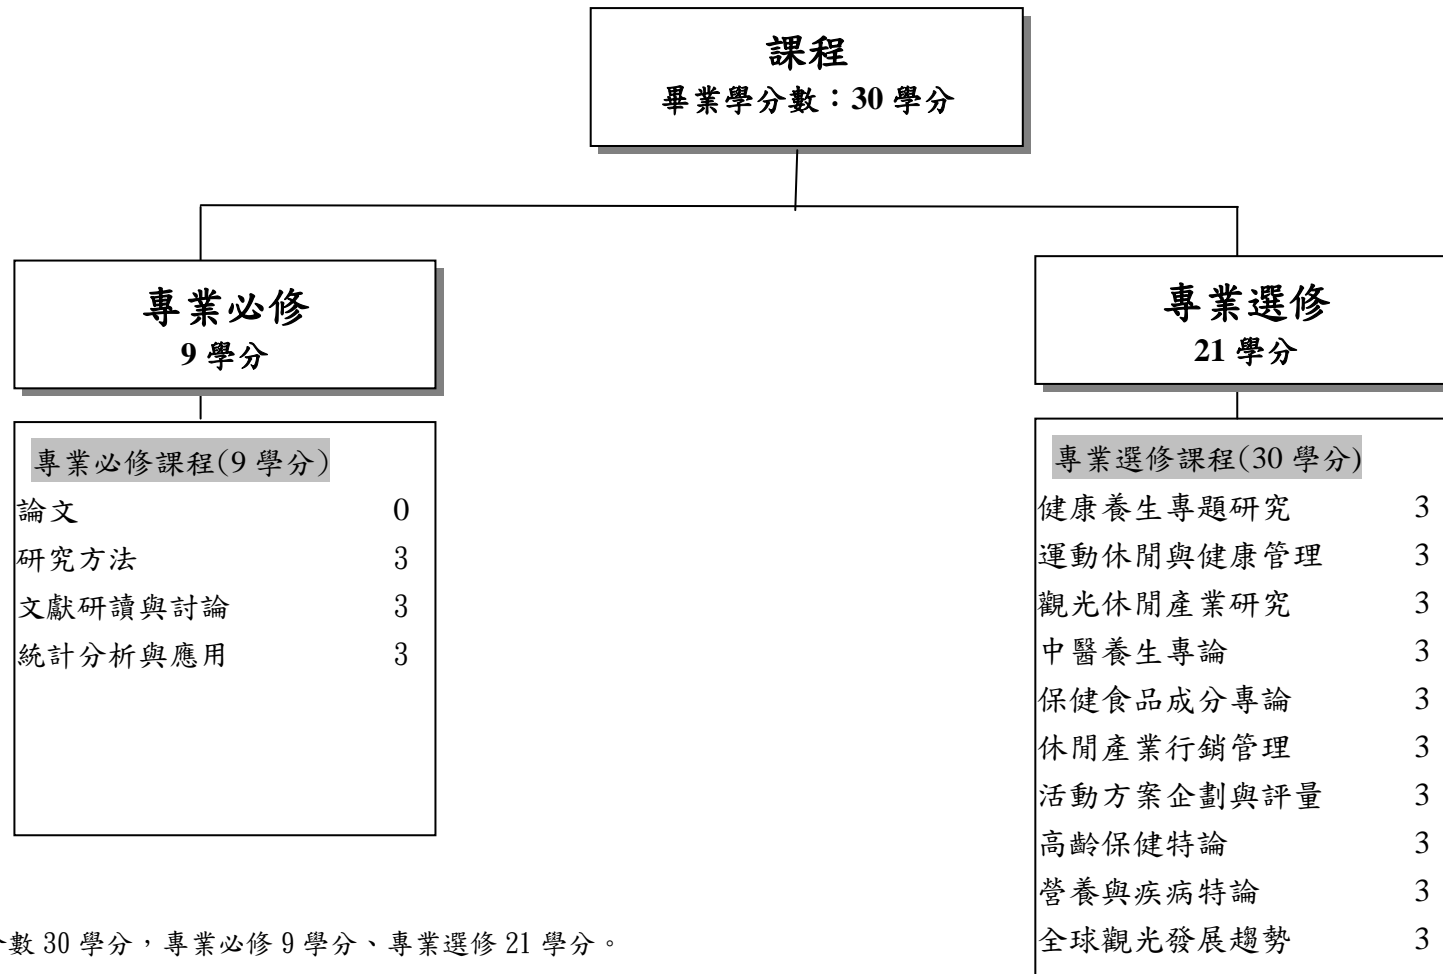 課程
畢業學分數：30 學分
專業必修
9 學分
專業必修課程(9 學分)
論文 0
研究方法 3
文獻研讀與討論 3
統計分析與應用 3
專業選修
21 學分
專業選修課程(30 學分)
健康養生專題研究 3
運動休閒與健康管理 3
觀光休閒產業研究 3
中醫養生專論 3
保健食品成分專論 3
休閒產業行銷管理 3
活動方案企劃與評量 3
高齡保健特論 3
營養與疾病特論 3
全球觀光發展趨勢 3
數 30 學分，專業必修 9 學分、專業選修 21 學分。